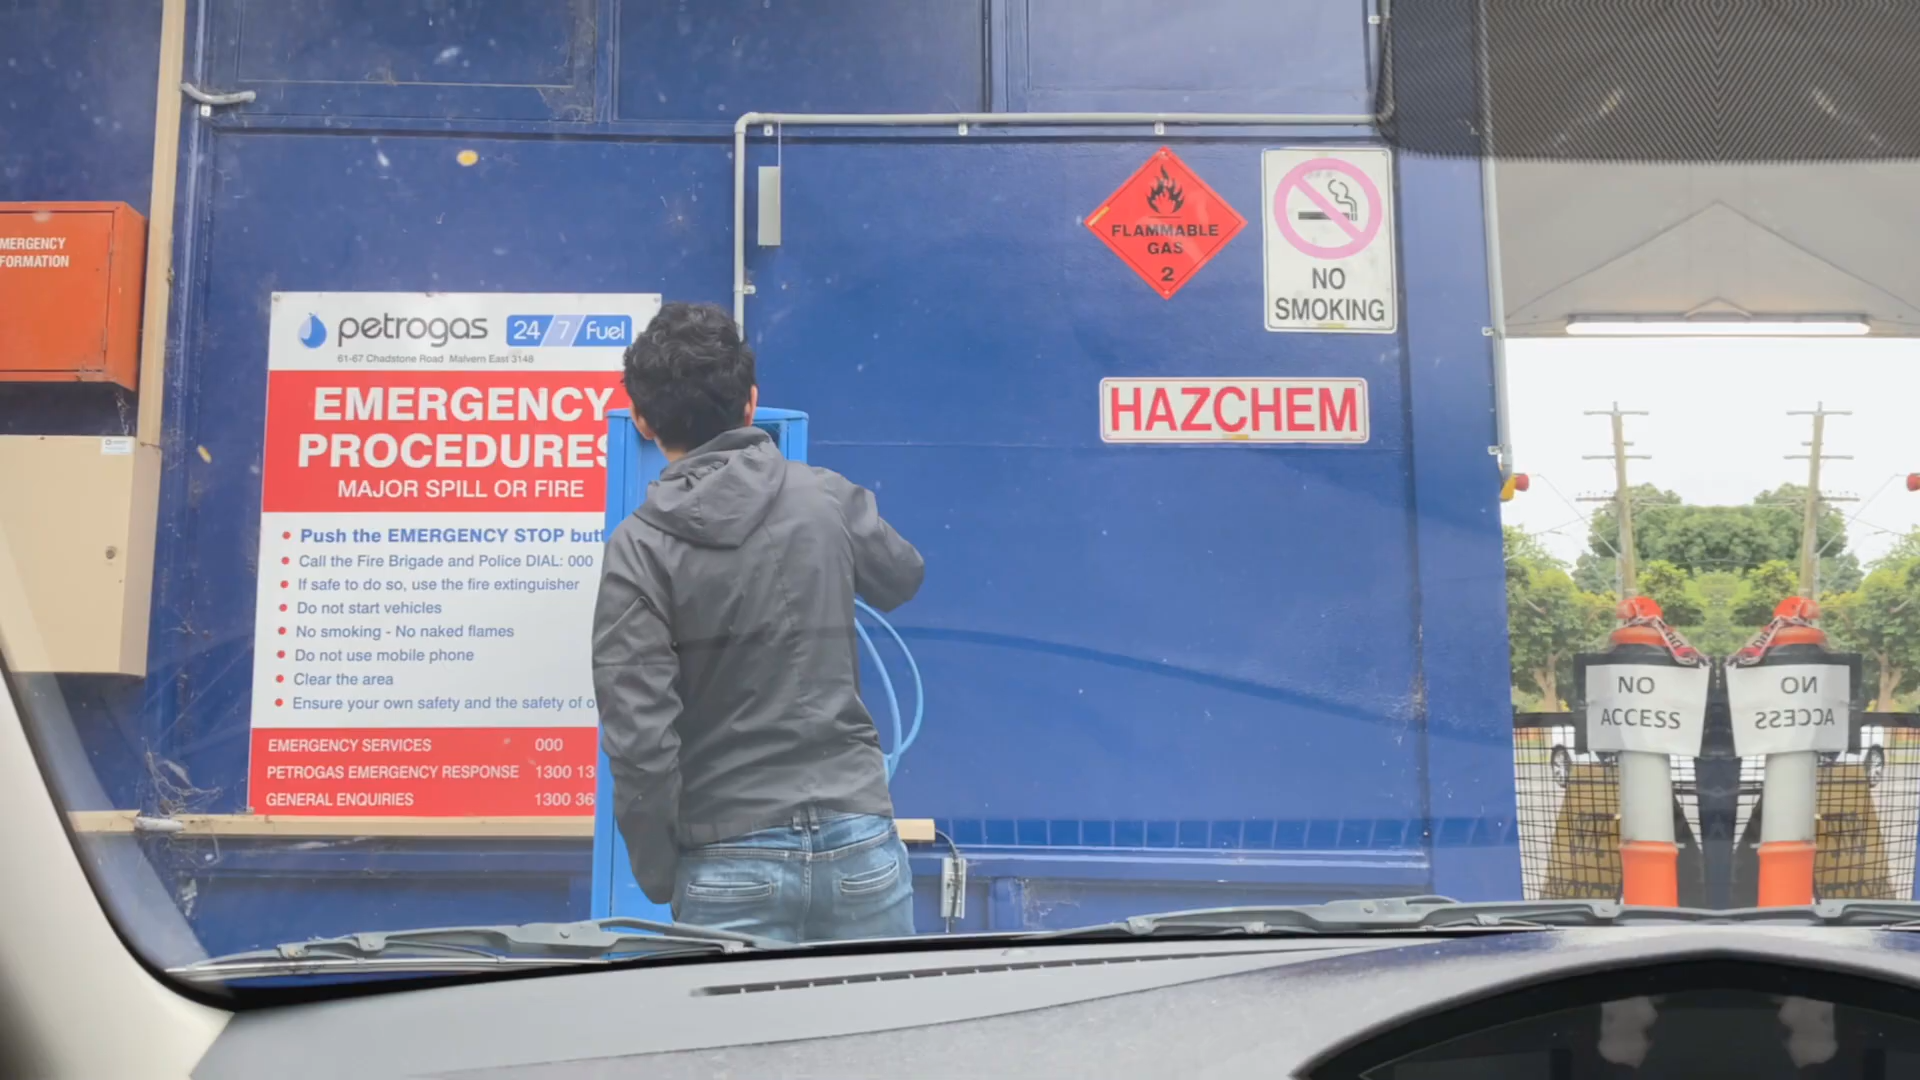 MERGENCY
FORMATION
petrogas 24/7/fuel
61-67 Chadstone Road Malvern East 3148
EMERGENCY
PROCEDURES
MAJOR SPILL OR FIRE
Push the EMERGENCY STOP butt
Call the Fire Brigade and Police DIAL: 000
If safe to do so, use the fire extinguisher
Do not start vehicles
No smoking - No naked flames
Do not use mobile phone
Clear the area
Ensure your own safety and the safety of o
EMERGENCY SERVICES 000
PETROGAS EMERGENCY RESPONSE 1300 13
GENERAL ENQUIRIES 1300 36
FLAMMABLE
GAS
2
NO
SMOKING
HAZCHEM
NO
ACCESS
NO
ACCESS